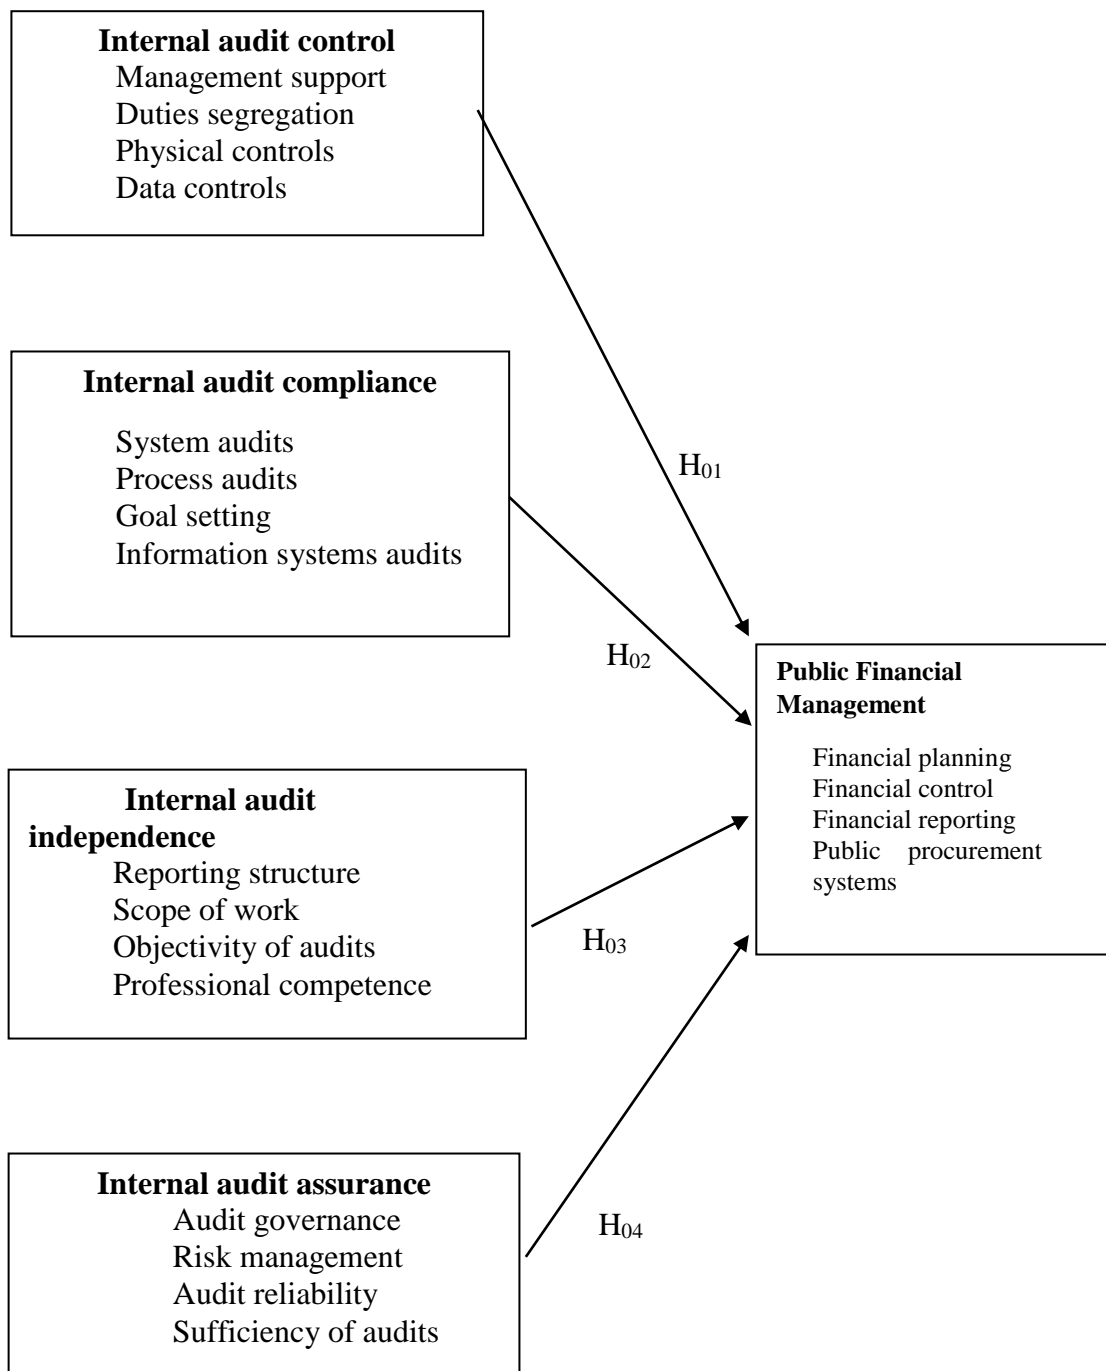 Internal audit control
Management support
Duties segregation
Physical controls
Data controls
Internal audit compliance
System audits
Process audits
Goal setting
Information systems audits
H01
H02
Public Financial
Management
Financial planning
Financial control
Financial reporting
Public procurement
systems
Internal audit
independence
Reporting structure
Scope of work
Objectivity of audits
Professional competence
H03
Internal audit assurance
Audit governance
Risk management
Audit reliability
Sufficiency of audits
H04